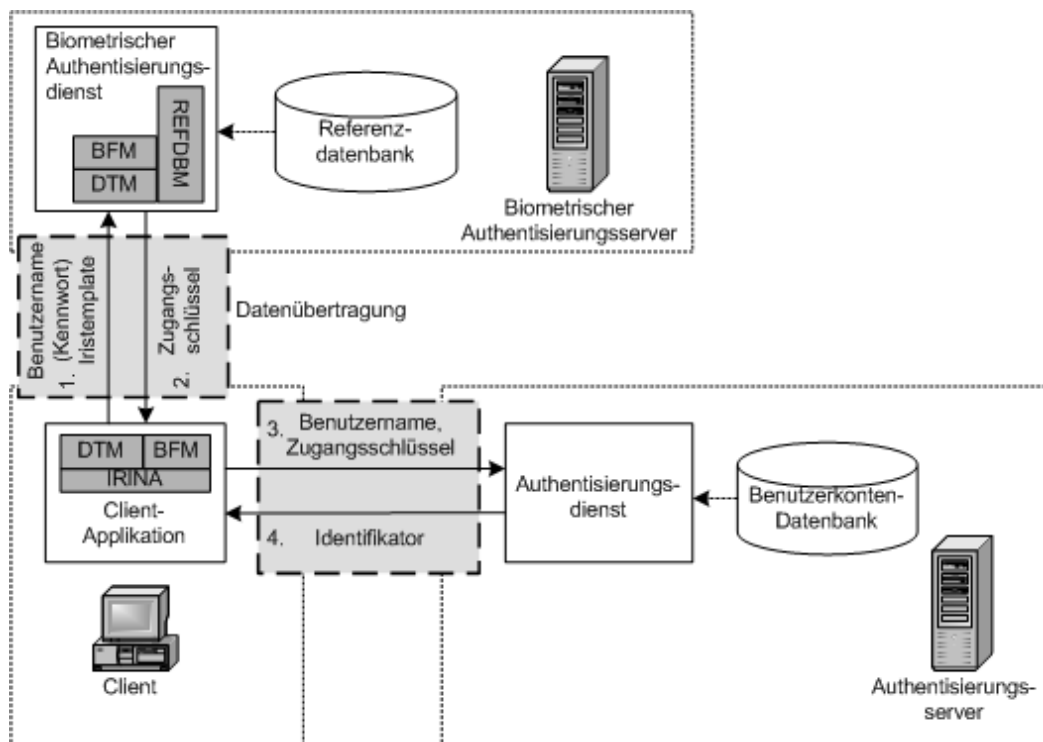 Biometrischer
Authentisierungs-
dienst
BFM
DTM
REFDBM
Referenz-
datenbank
Biometrischer
Authentisierungsserver
Benutzername
1. (Kennwort)
Iristemplate
2. Zugangs-
schlüssel
Datenübertragung
DTM
BFM
IRINA
Client-
Applikation
3. Benutzername,
Zugangsschlüssel
4. Identifikator
Authentisierungs-
dienst
Benutzerkonten-
Datenbank
Client
Authentisierungs-
server